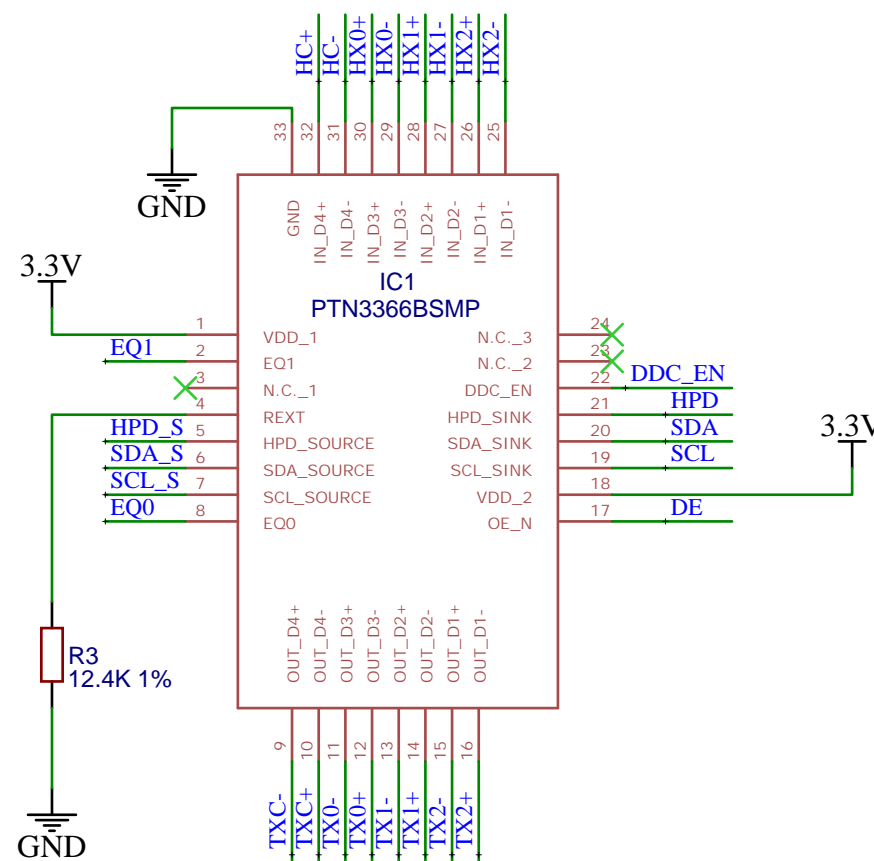 HC+
HC-
HX0+
HX0-
HX1+
HX1-
HX2+
HX2-
33
32
31
30
29
28
27
26
25
GND
GND
IN_D4+
IN_D4-
IN_D3+
IN_D3-
IN_D2+
IN_D2-
IN_D1+
IN_D1-
IC1
PTN3366BSMP
3.3V
1 VDD_1
EQ1 2 EQ1
3 N.C._1
4 REXT
HPD_S 5 HPD_SOURCE
SDA_S 6 SDA_SOURCE
SCL_S 7 SCL_SOURCE
EQ0 8 EQ0
N.C._3 24
N.C._2 23
DDC_EN 22 DDC_EN
HPD_SINK 21 HPD
SDA_SINK 20 SDA
SCL_SINK 19 SCL
VDD_2 18
3.3V
OE_N 17 DE
R3
12.4K 1%
GND
OUT_D4+
OUT_D4-
OUT_D3+
OUT_D3-
OUT_D2+
OUT_D2-
OUT_D1+
OUT_D1-
9
10
11
12
13
14
15
16
TXC-
TXC+
TX0-
TX0+
TX1-
TX1+
TX2-
TX2+